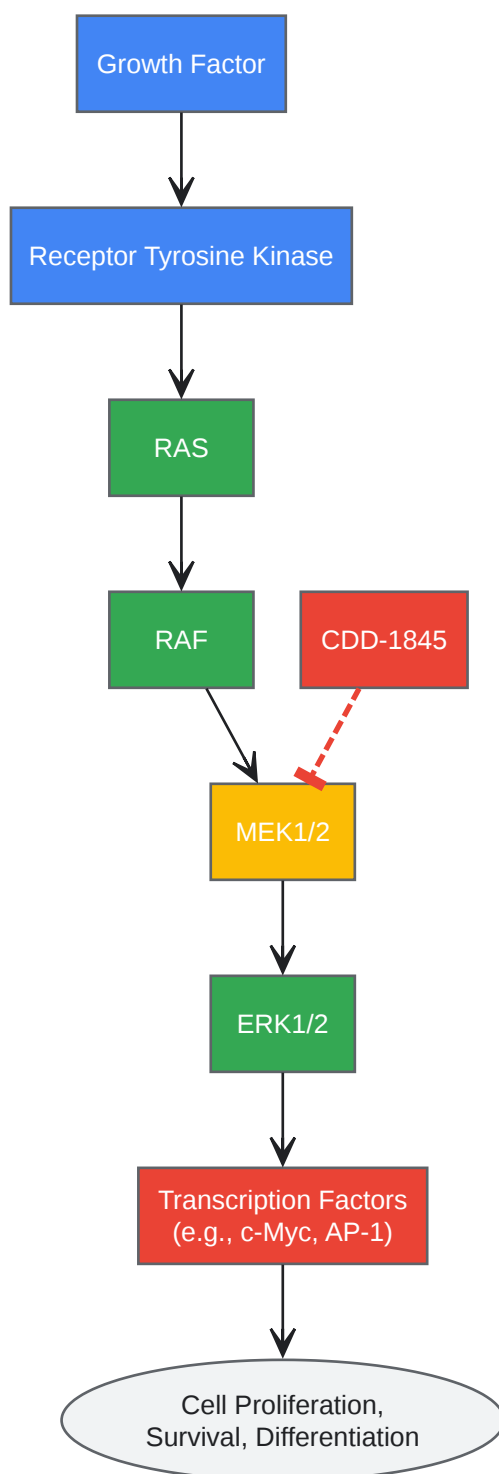 Growth Factor
Receptor Tyrosine Kinase
RAS
RAF
CDD-1845
MEK1/2
ERK1/2
Transcription Factors
(e.g., c-Myc, AP-1)
Cell Proliferation,
Survival, Differentiation